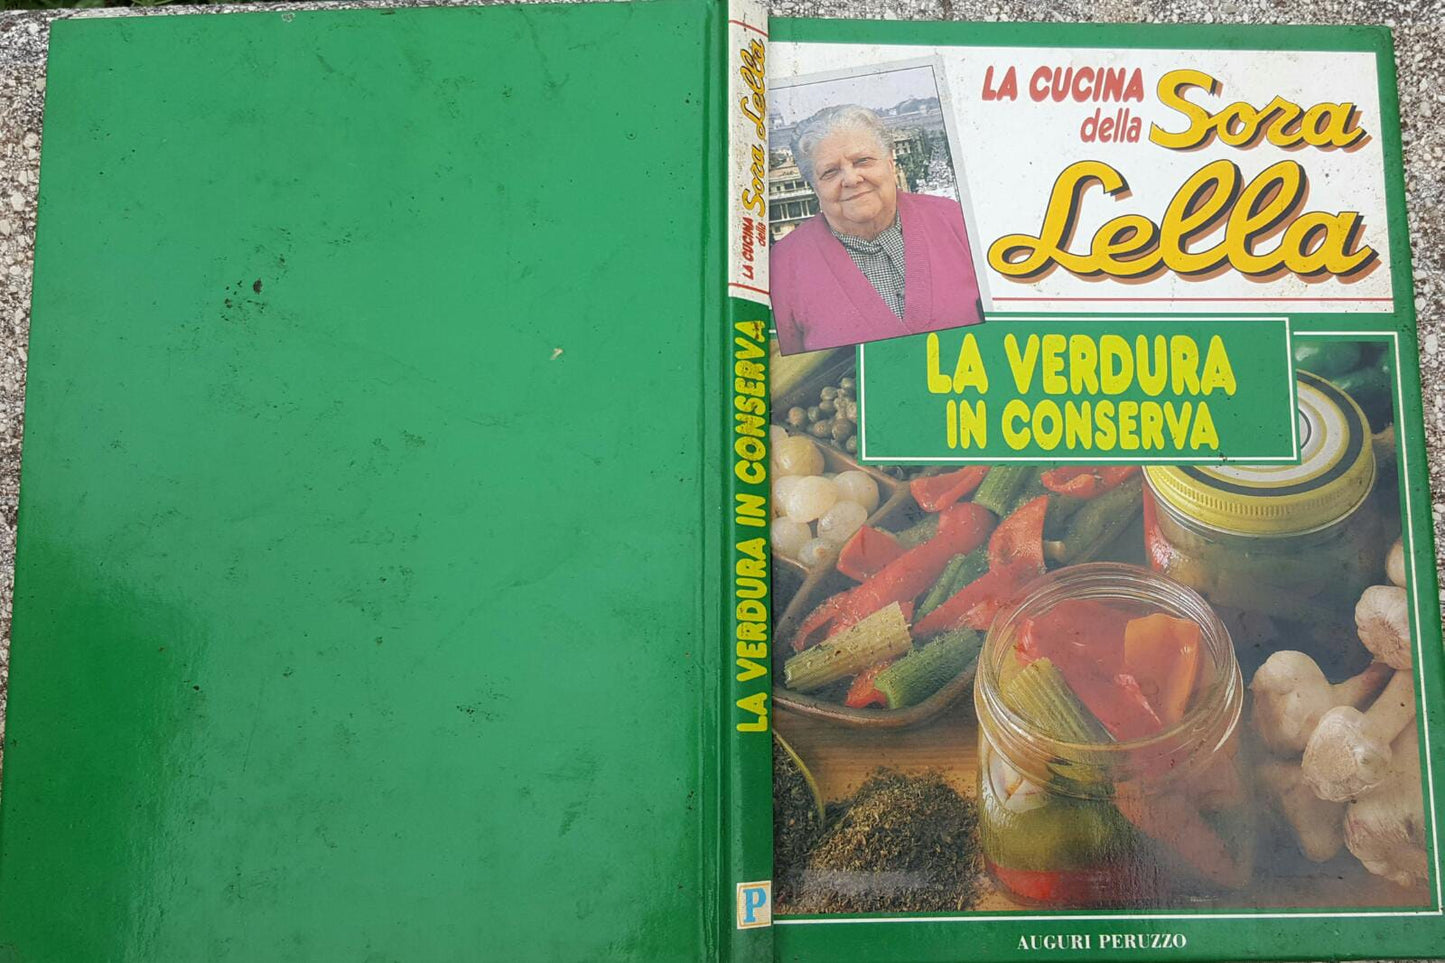 LA CUCINA
della Sora
Lella
LA VERDURA
IN CONSERVA
AUGURI PERUZZO
LA CUCINA
della Sora Lella
LA VERDURA IN CONSERVA
P